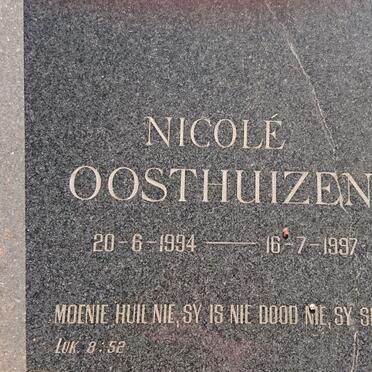 NICOLÉ
OOSTHUIZEN
20-6-1994 — 16-7-1997
MOENIE HUIL NIE, SY IS NIE DOOD NIE, SY
LUK. 8:52